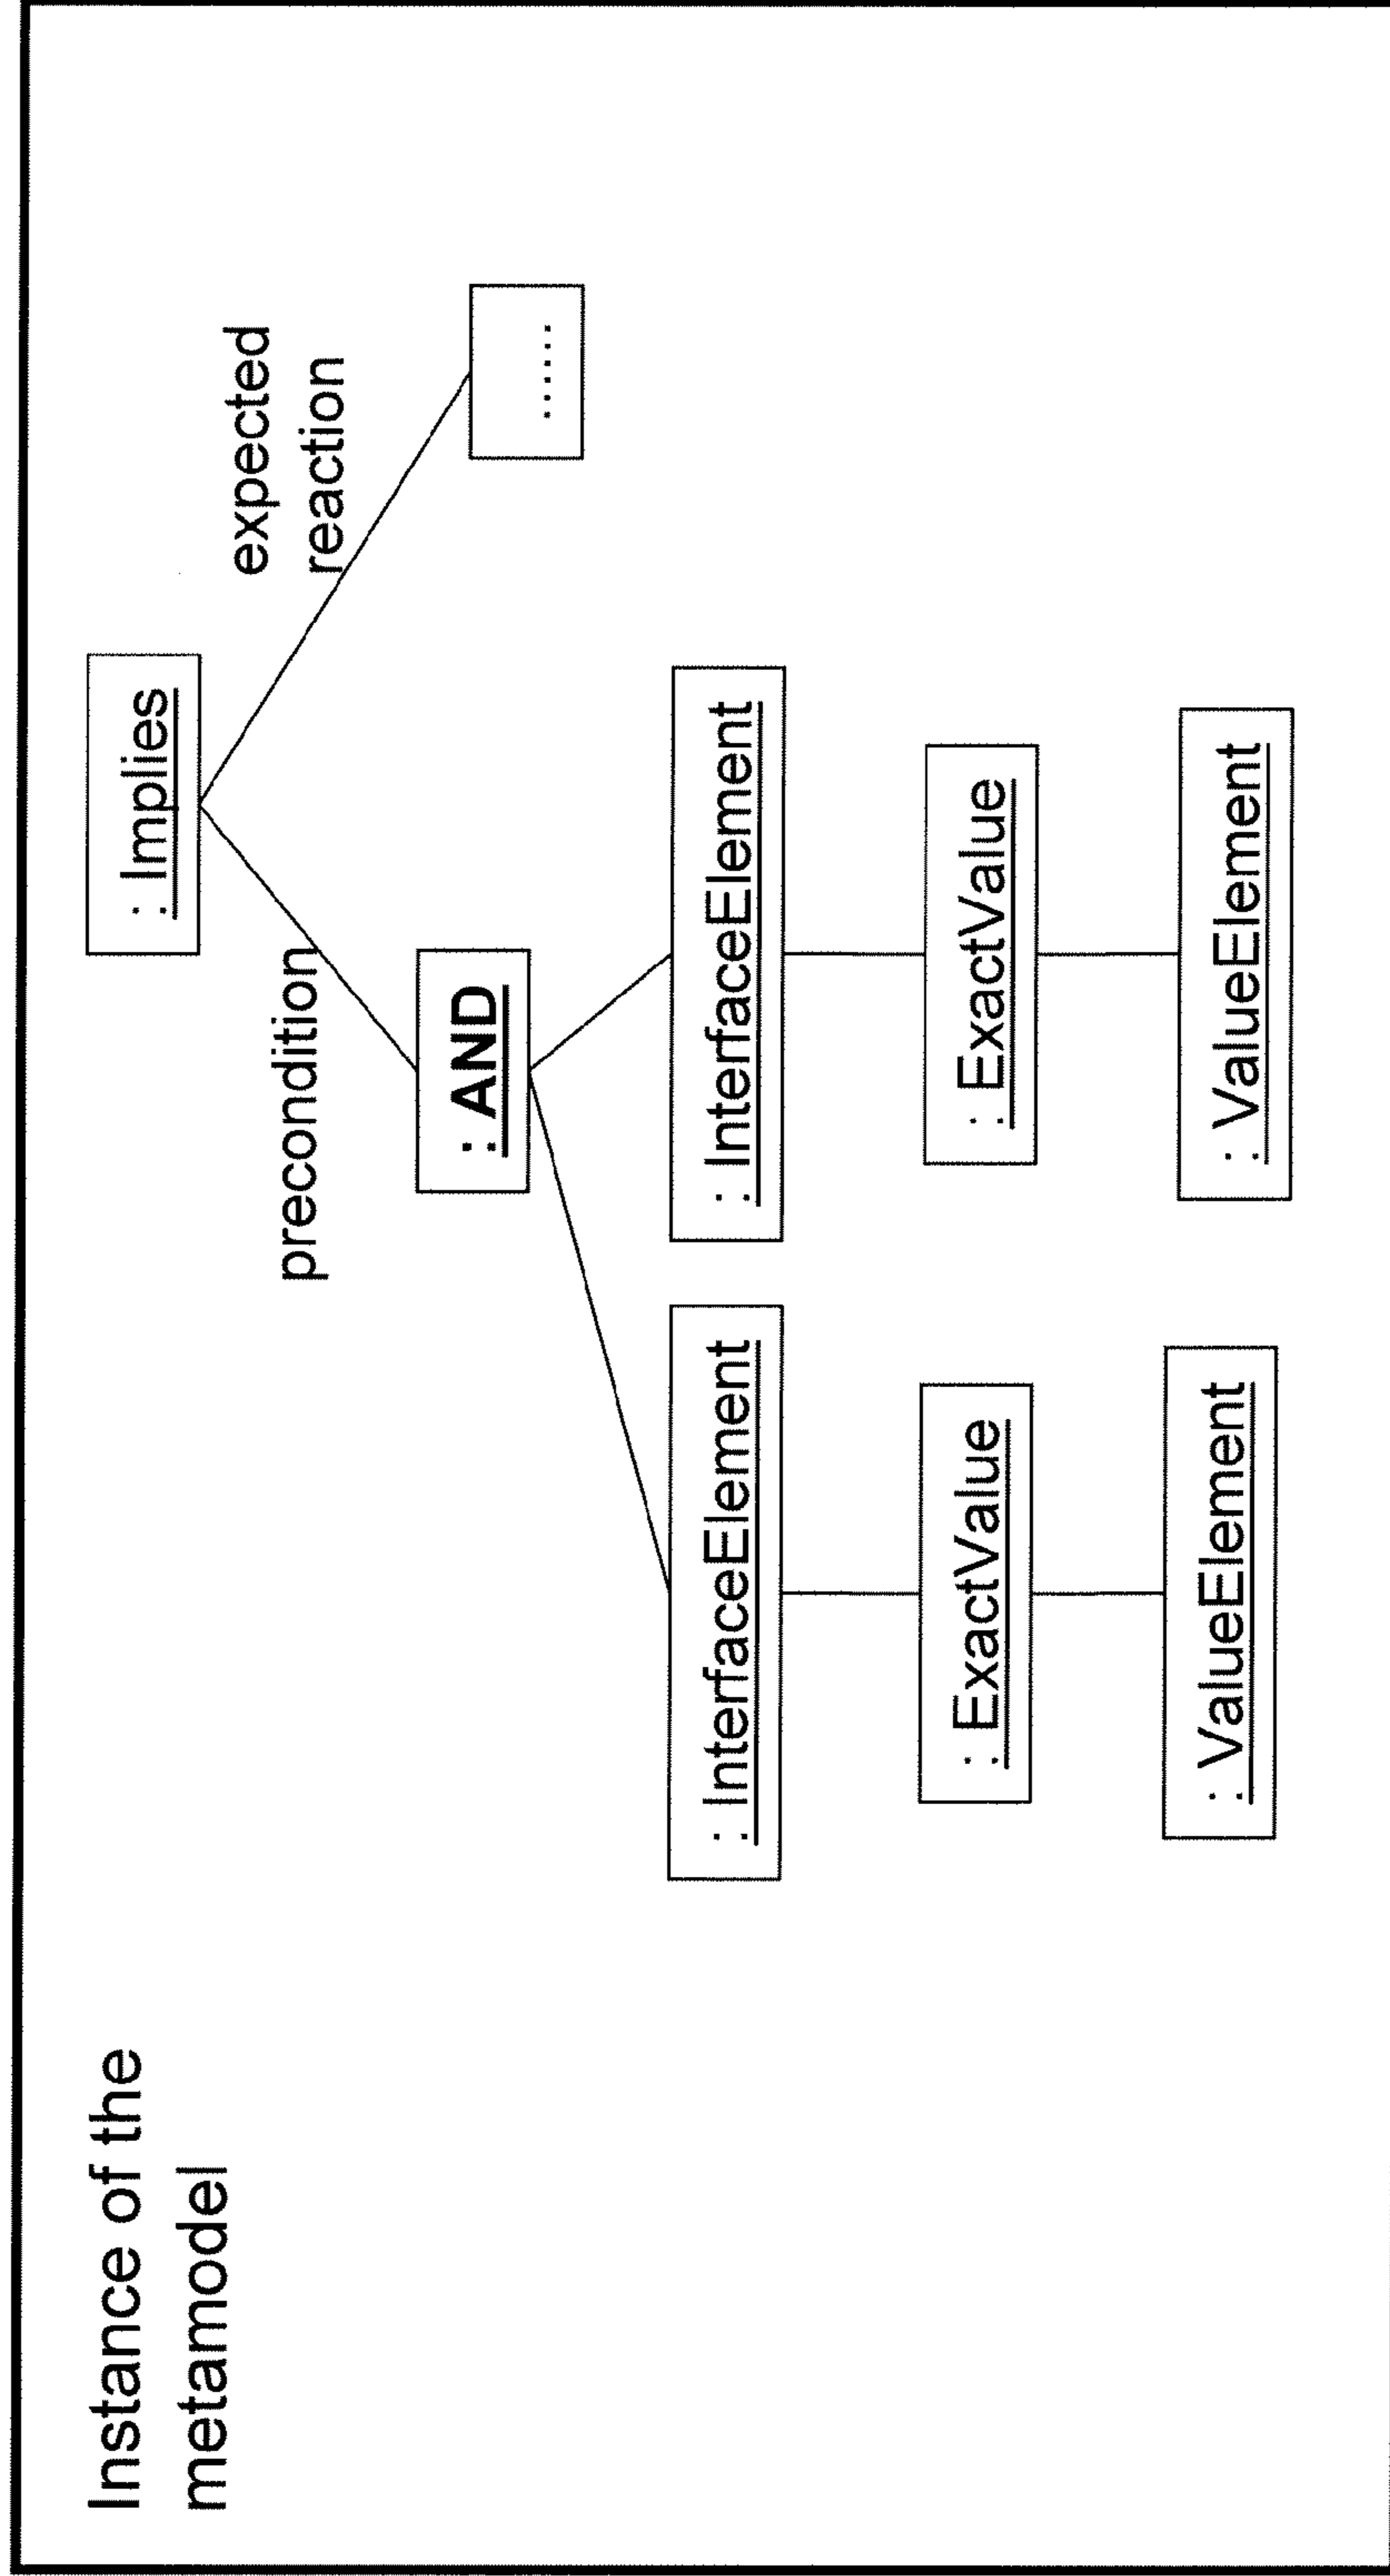 Instance of the
metamodel
: Implies
precondition
expected
reaction
: AND
......
: InterfaceElement
: InterfaceElement
: ExactValue
: ExactValue
: ValueElement
: ValueElement